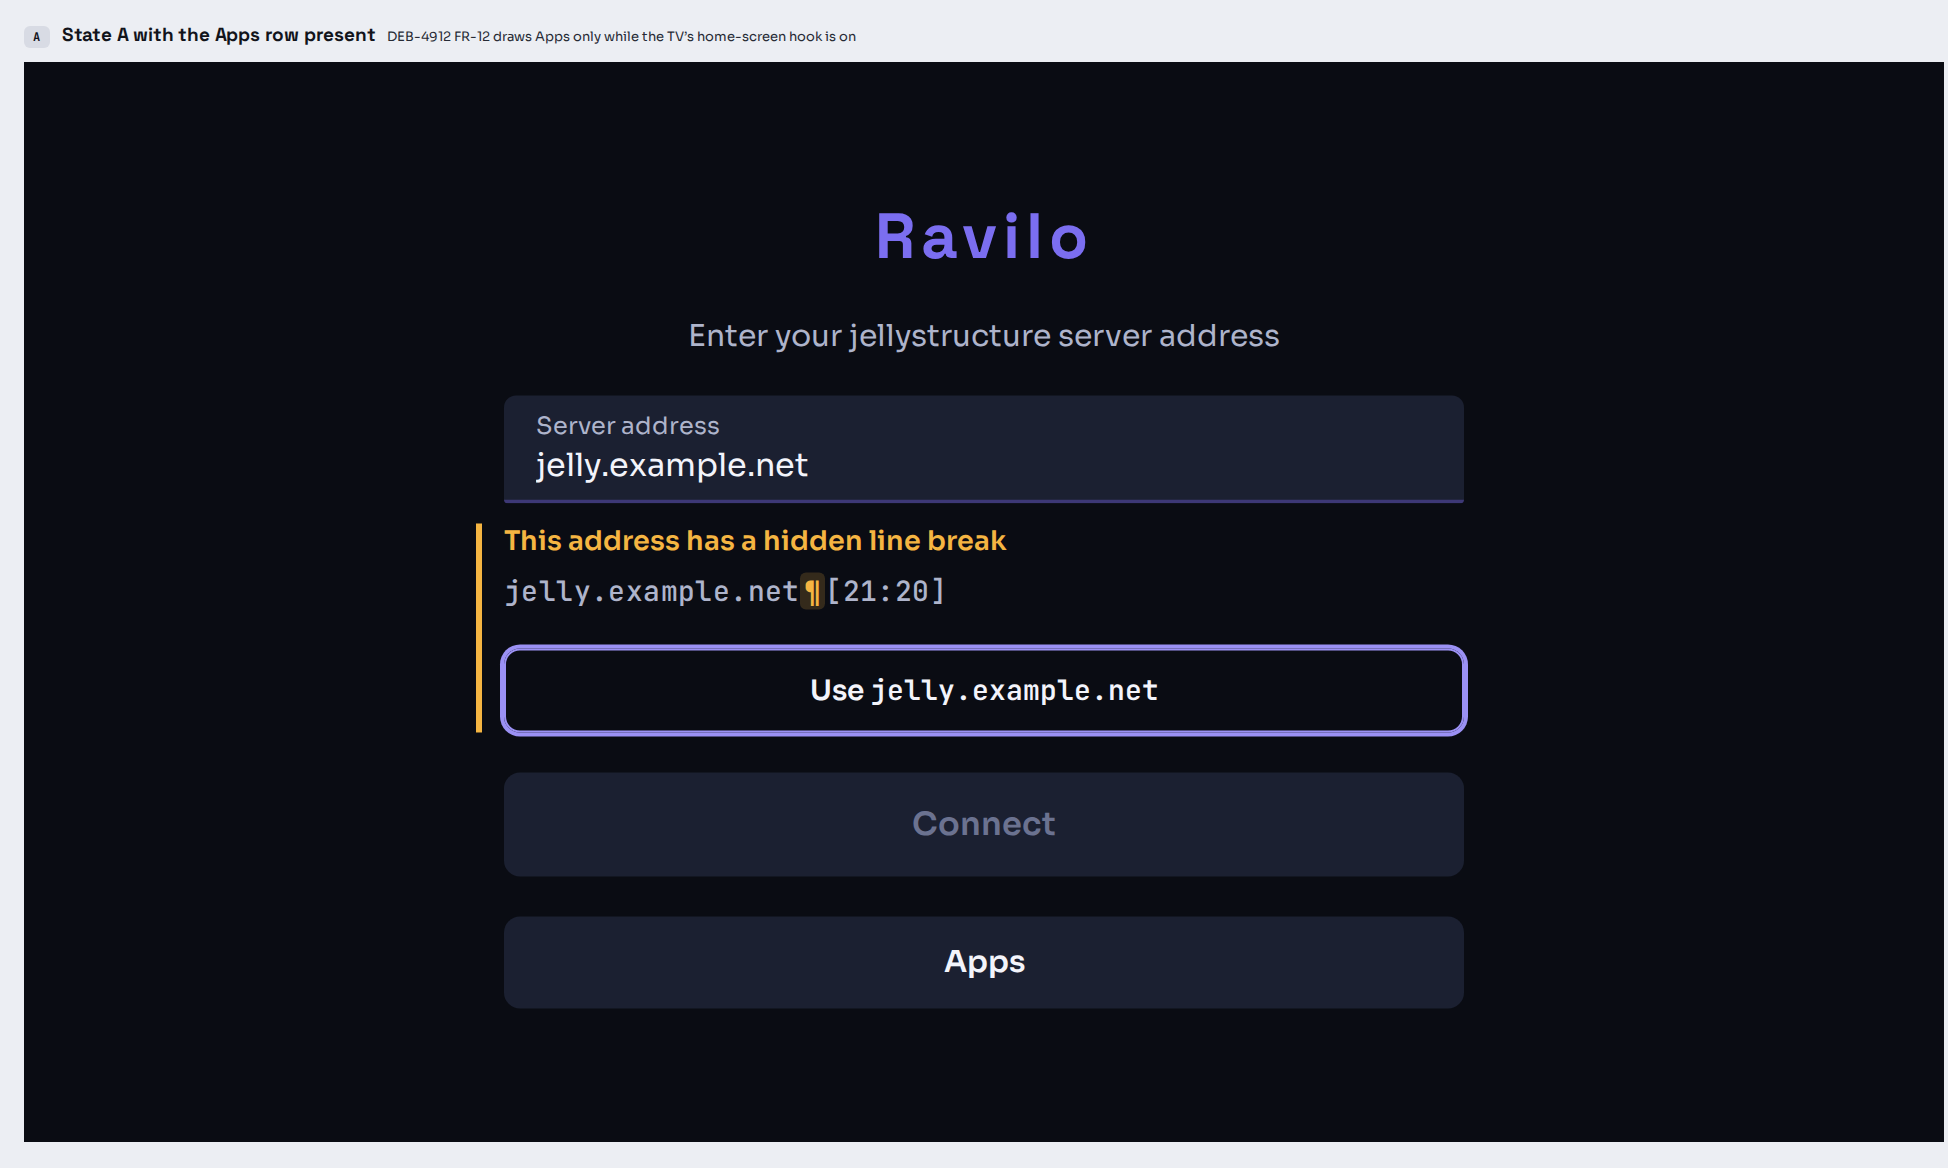 A State A with the Apps row present DEB-4912 FR-12 draws Apps only while the TV's home-screen hook is on
Ravilo
Enter your jellystructure server address
Server address
jelly.example.net
This address has a hidden line break
jelly.example.net¶[21:20]
Use jelly.example.net
Connect
Apps